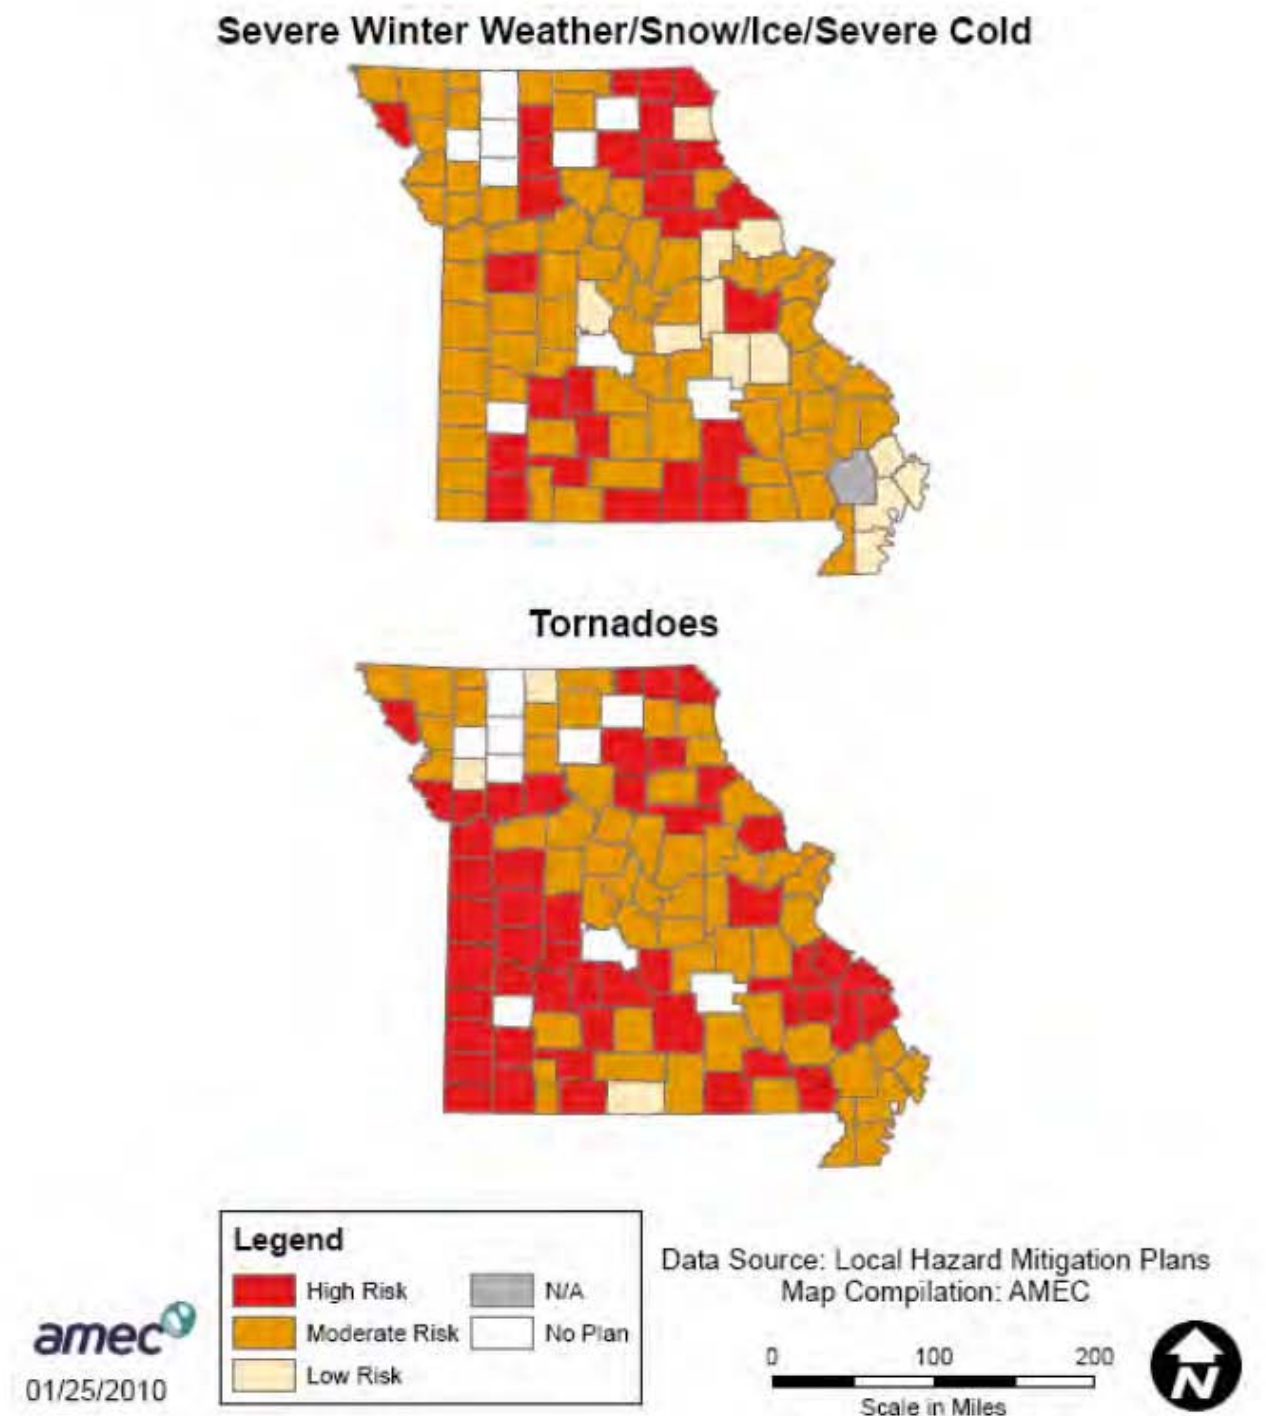 Severe Winter Weather/Snow/Ice/Severe Cold
Tornadoes
Legend
High Risk
N/A
Moderate Risk
No Plan
Low Risk
Data Source: Local Hazard Mitigation Plans
Map Compilation: AMEC
amec
01/25/2010
0 100 200
Scale in Miles
N